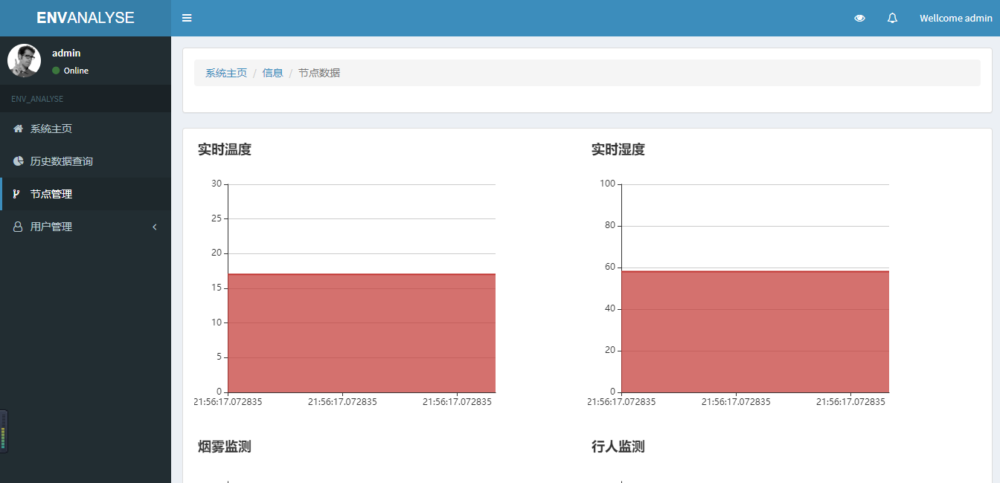 ENVANALYSE
Wellcome admin
admin
Online
ENV_ANALYSE
系统主页
历史数据查询
节点管理
用户管理
系统主页 / 信息 / 节点数据
实时温度
30
25
20
15
10
5
0
21:56:17.072835 21:56:17.072835 21:56:17.072835
实时湿度
100
80
60
40
20
0
21:56:17.072835 21:56:17.072835 21:56:17.072835
烟雾监测
行人监测